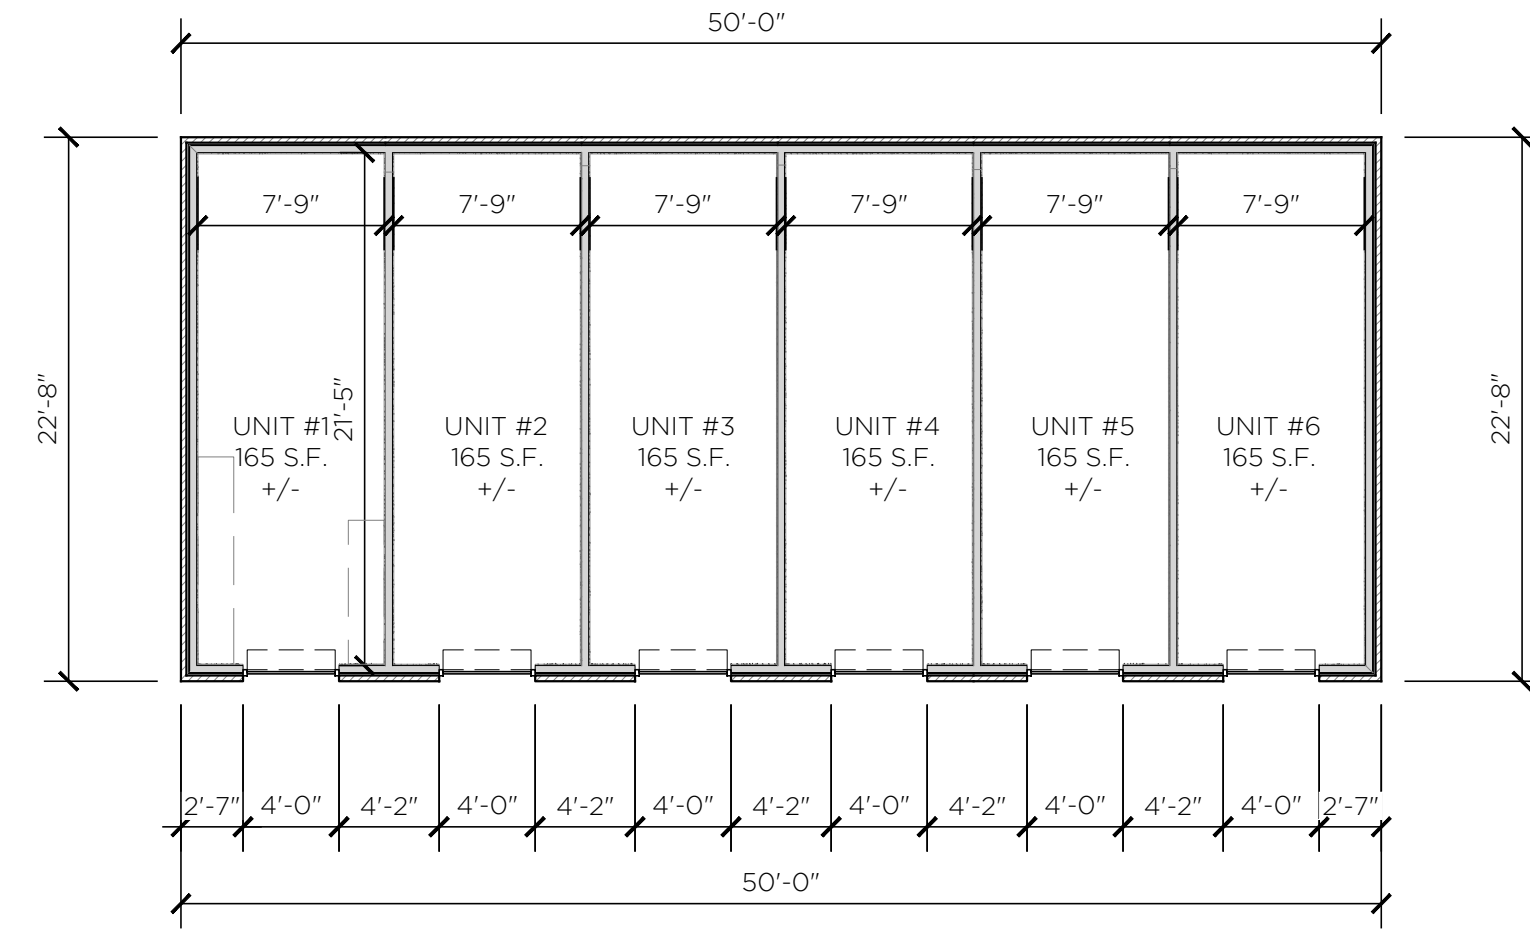 50'-0"
7'-9"
7'-9"
7'-9"
7'-9"
7'-9"
7'-9"
22'-8"
21'-5"
22'-8"
UNIT #1
165 S.F.
+/-
UNIT #2
165 S.F.
+/-
UNIT #3
165 S.F.
+/-
UNIT #4
165 S.F.
+/-
UNIT #5
165 S.F.
+/-
UNIT #6
165 S.F.
+/-
2'-7"
4'-0"
4'-2"
4'-0"
4'-2"
4'-0"
4'-2"
4'-0"
4'-2"
4'-0"
4'-2"
4'-0"
2'-7"
50'-0"